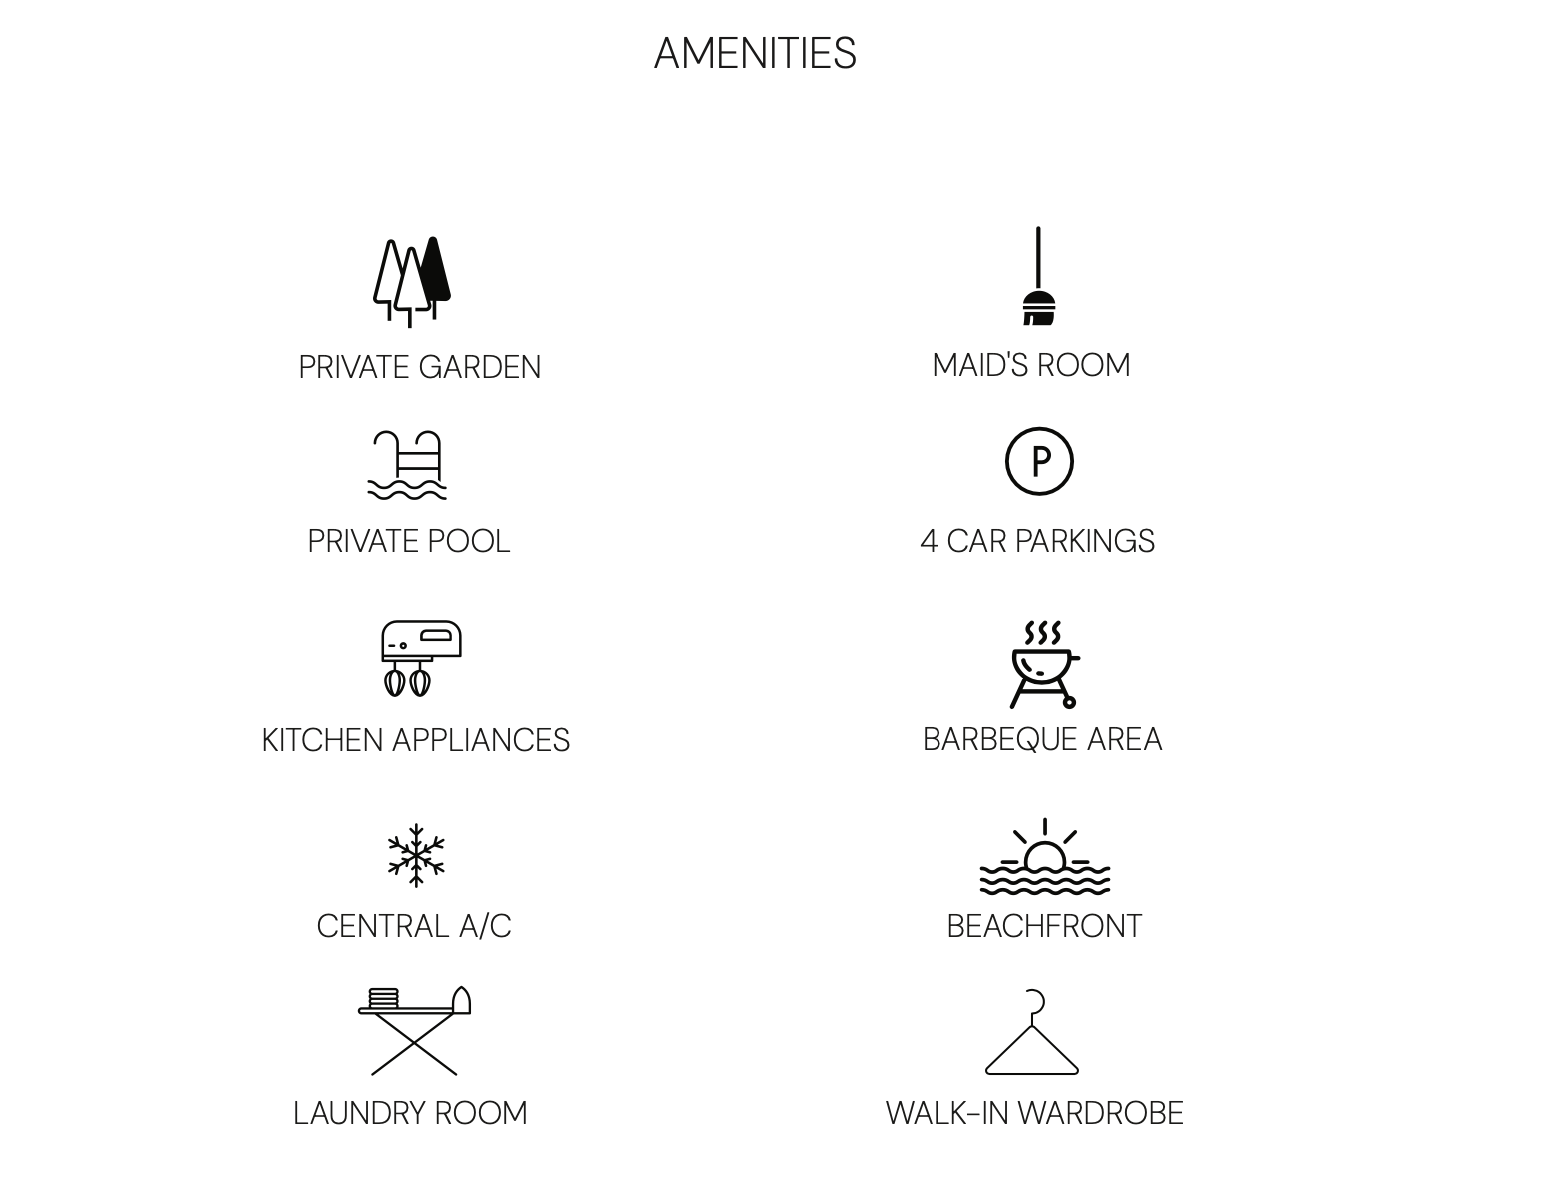 AMENITIES
PRIVATE GARDEN
MAID'S ROOM
PRIVATE POOL
P
4 CAR PARKINGS
KITCHEN APPLIANCES
BARBEQUE AREA
CENTRAL A/C
BEACHFRONT
LAUNDRY ROOM
WALK-IN WARDROBE